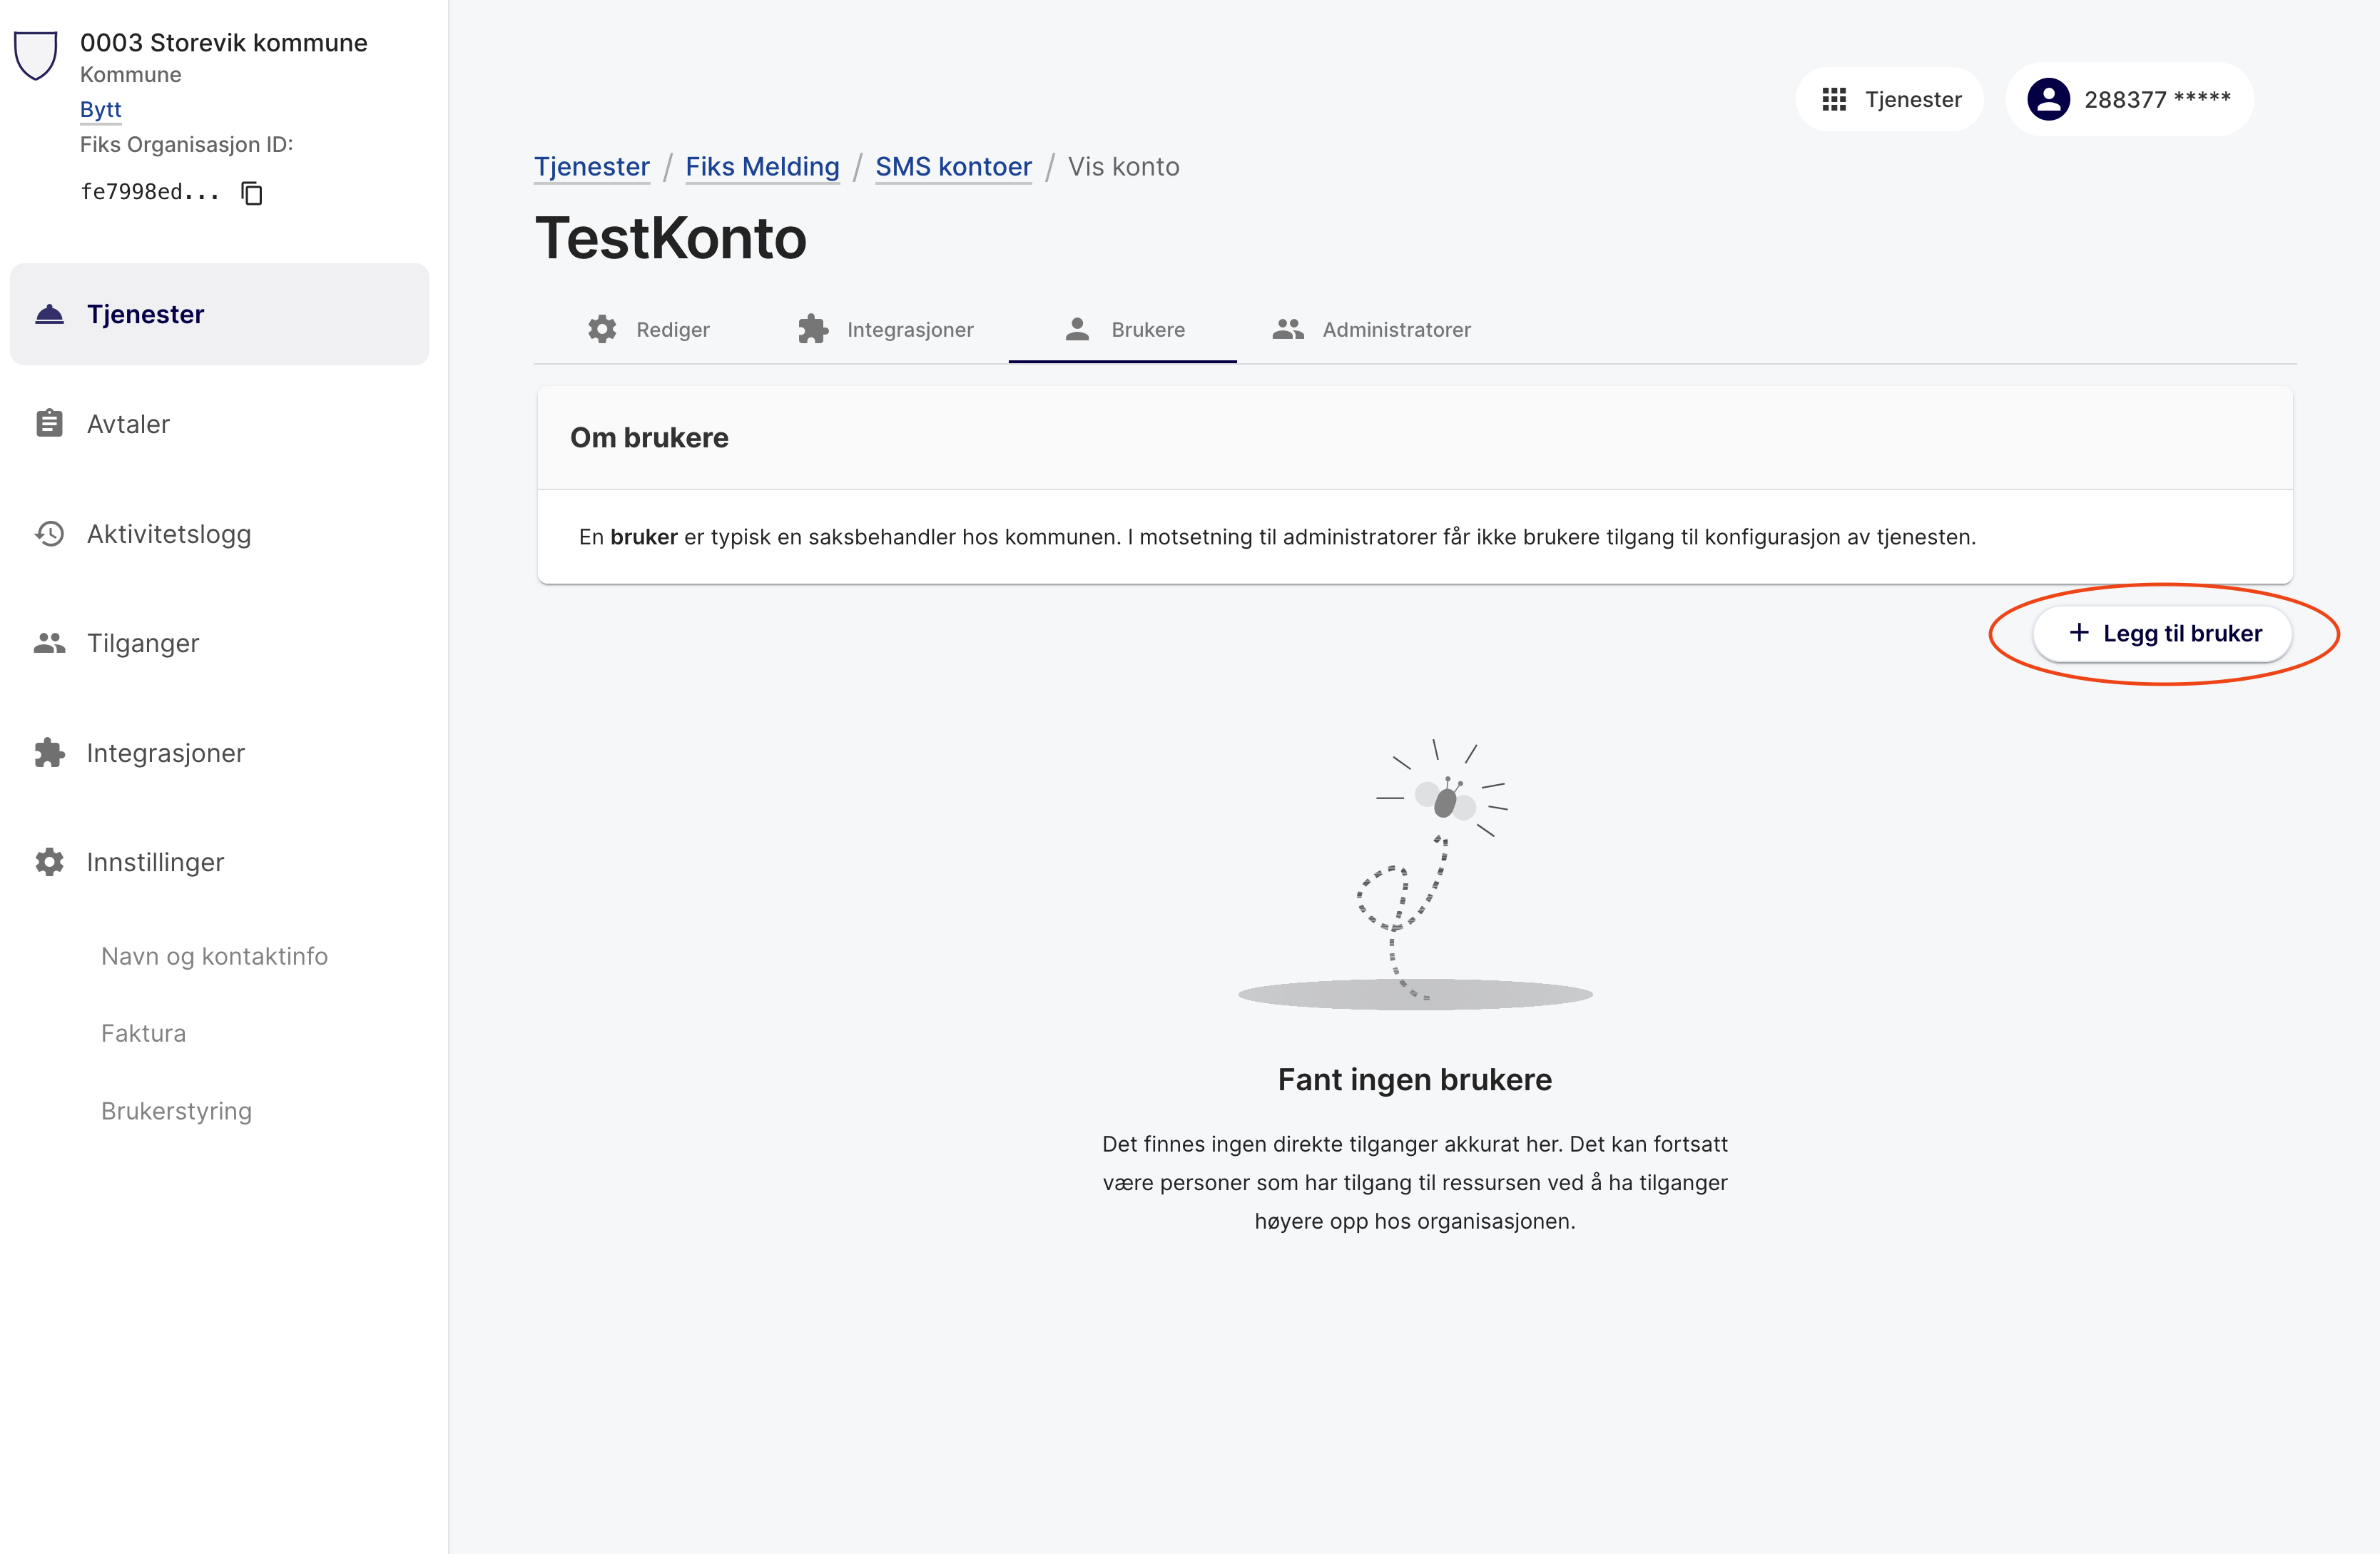 0003 Storevik kommune
Kommune
Bytt
Fiks Organisasjon ID:
fe7998ed...
Tjenester
Avtaler
Aktivitetslogg
Tilganger
Integrasjoner
Innstillinger
Navn og kontaktinfo
Faktura
Brukerstyring
Tjenester
288377 *****
Tjenester / Fiks Melding / SMS kontoer / Vis konto
TestKonto
Rediger Integrasjoner Brukere Administratorer
Om brukere
En bruker er typisk en saksbehandler hos kommunen. I motsetning til administratorer får ikke brukere tilgang til konfigurasjon av tjenesten.
+ Legg til bruker
Fant ingen brukere
Det finnes ingen direkte tilganger akkurat her. Det kan fortsatt
være personer som har tilgang til ressursen ved å ha tilganger
høyere opp hos organisasjonen.